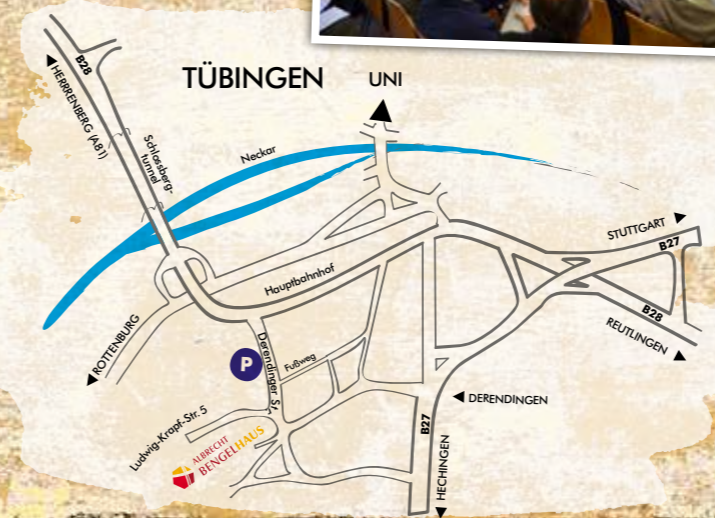 TÜBINGEN
UNI
B28
HERRRENBERG (A81)
Schlossberg-
tunnel
Neckar
STUTTGART
B27
Hauptbahnhof
B28
REUTLINGEN
ROTTENBURG
Derendinger Str.
P
Fußweg
DERENDINGEN
B27
HECHINGEN
Ludwig-Krapf-Str. 5
ALBRECHT
BENGELHAUS